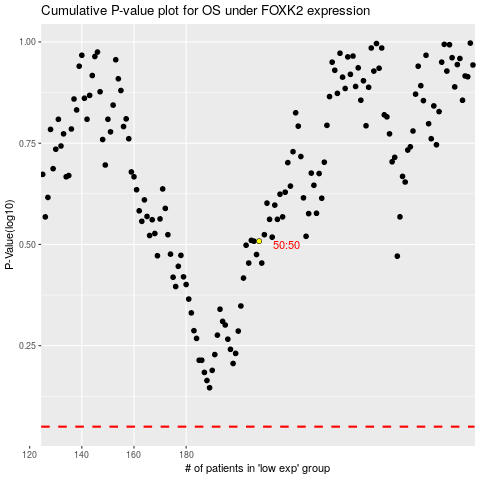 Cumulative P-value plot for OS under FOXK2 expression
P-Value(log10)
1.00
0.75
0.50
0.25
50:50
120 140 160 180
# of patients in 'low exp' group